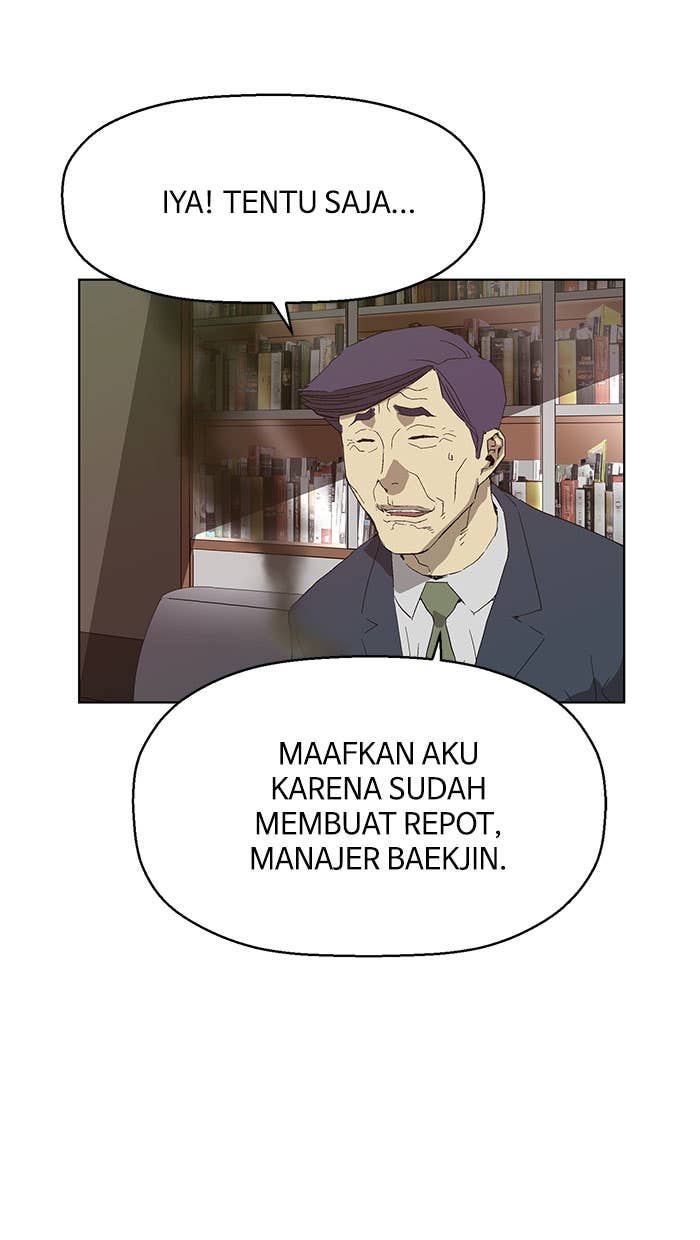 IYA! TENTU SAJA...
MAAFKAN AKU
KARENA SUDAH
MEMBUAT REPOT,
MANAJER BAEKJIN.